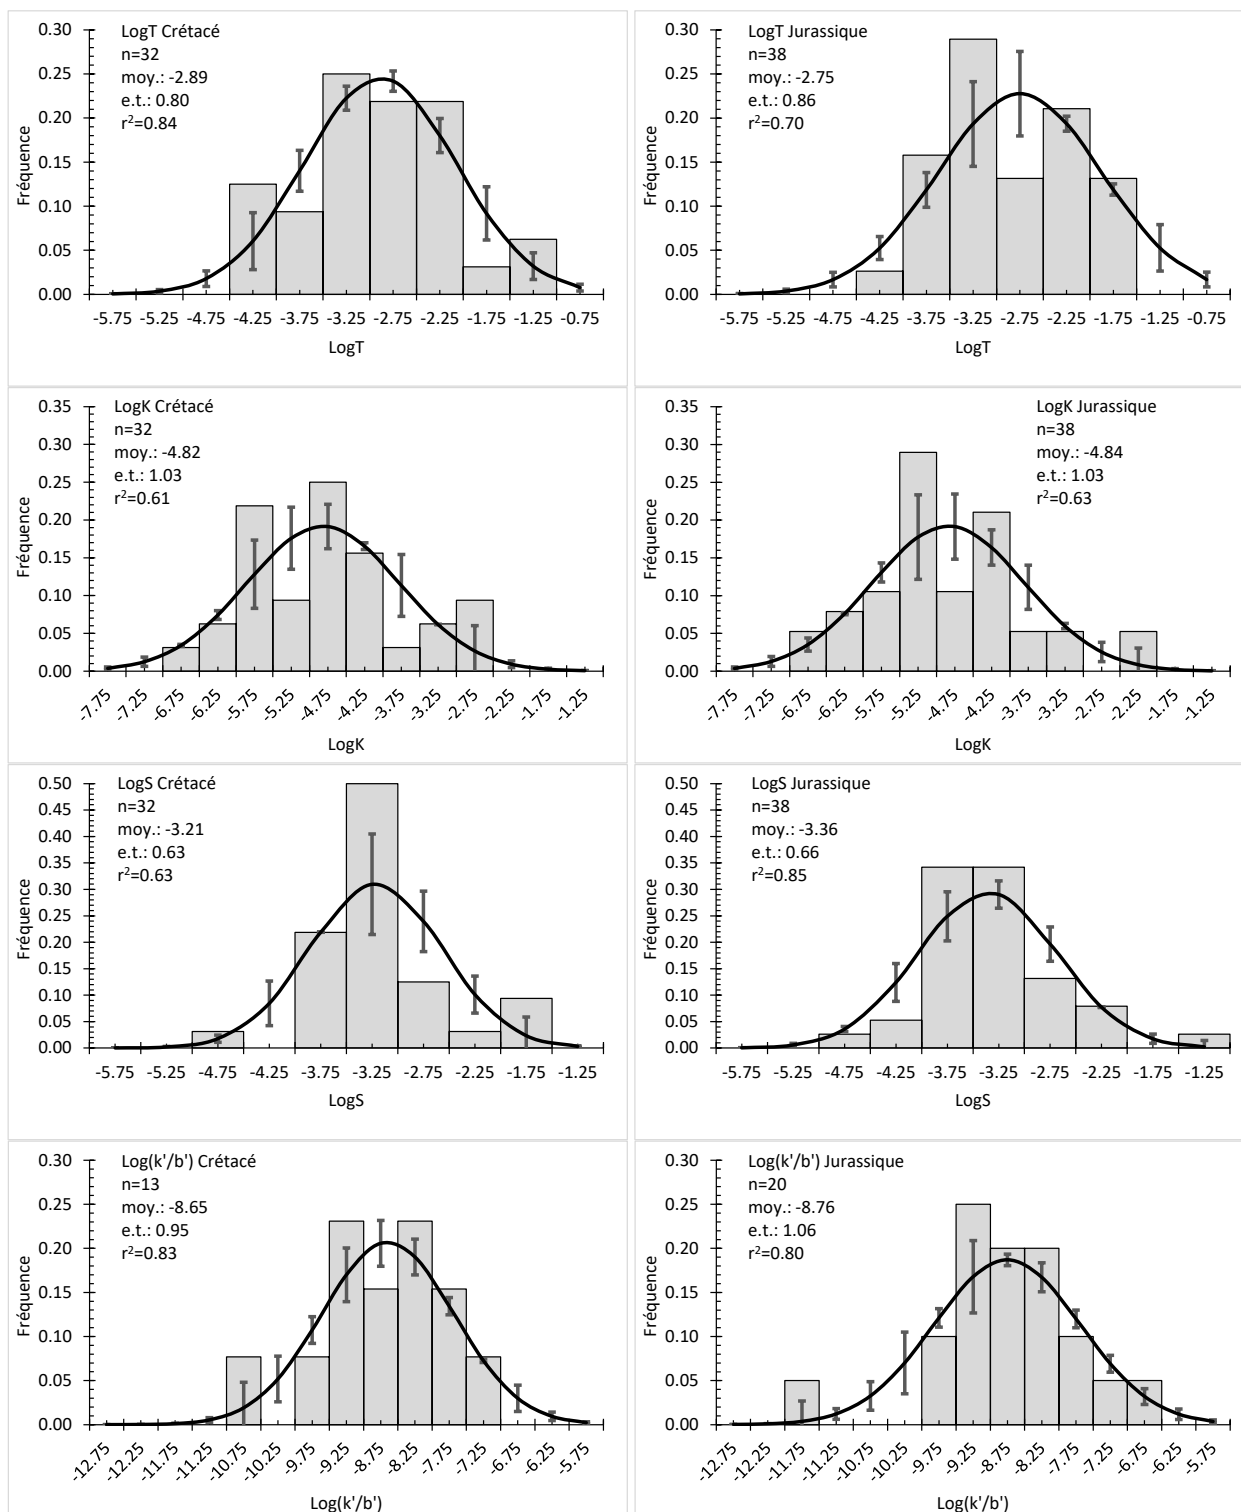 LogT Crétacé
n=32
moy.: -2.89
e.t.: 0.80
r²=0.84
Fréquence
0.30
0.25
0.20
0.15
0.10
0.05
0.00
-5.75 -5.25 -4.75 -4.25 -3.75 -3.25 -2.75 -2.25 -1.75 -1.25 -0.75
LogT
LogT Jurassique
n=38
moy.: -2.75
e.t.: 0.86
r²=0.70
Fréquence
0.30
0.25
0.20
0.15
0.10
0.05
0.00
-5.75 -5.25 -4.75 -4.25 -3.75 -3.25 -2.75 -2.25 -1.75 -1.25 -0.75
LogT
LogK Crétacé
n=32
moy.: -4.82
e.t.: 1.03
r²=0.61
Fréquence
0.35
0.30
0.25
0.20
0.15
0.10
0.05
0.00
-7.75 -7.25 -6.75 -6.25 -5.75 -5.25 -4.75 -4.25 -3.75 -3.25 -2.75 -2.25 -1.75 -1.25
LogK
LogK Jurassique
n=38
moy.: -4.84
e.t.: 1.03
r²=0.63
Fréquence
0.35
0.30
0.25
0.20
0.15
0.10
0.05
0.00
-7.75 -7.25 -6.75 -6.25 -5.75 -5.25 -4.75 -4.25 -3.75 -3.25 -2.75 -2.25 -1.75 -1.25
LogK
LogS Crétacé
n=32
moy.: -3.21
e.t.: 0.63
r²=0.63
Fréquence
0.50
0.45
0.40
0.35
0.30
0.25
0.20
0.15
0.10
0.05
0.00
-5.75 -5.25 -4.75 -4.25 -3.75 -3.25 -2.75 -2.25 -1.75 -1.25
LogS
LogS Jurassique
n=38
moy.: -3.36
e.t.: 0.66
r²=0.85
Fréquence
0.50
0.45
0.40
0.35
0.30
0.25
0.20
0.15
0.10
0.05
0.00
-5.75 -5.25 -4.75 -4.25 -3.75 -3.25 -2.75 -2.25 -1.75 -1.25
LogS
Log(k'/b') Crétacé
n=13
moy.: -8.65
e.t.: 0.95
r²=0.83
Fréquence
0.30
0.25
0.20
0.15
0.10
0.05
0.00
-12.75 -12.25 -11.75 -11.25 -10.75 -10.25 -9.75 -9.25 -8.75 -8.25 -7.75 -7.25 -6.75 -6.25 -5.75
Log(k'/b')
Log(k'/b') Jurassique
n=20
moy.: -8.76
e.t.: 1.06
r²=0.80
Fréquence
0.30
0.25
0.20
0.15
0.10
0.05
0.00
-12.75 -12.25 -11.75 -11.25 -10.75 -10.25 -9.75 -9.25 -8.75 -8.25 -7.75 -7.25 -6.75 -6.25 -5.75
Log(k'/b')